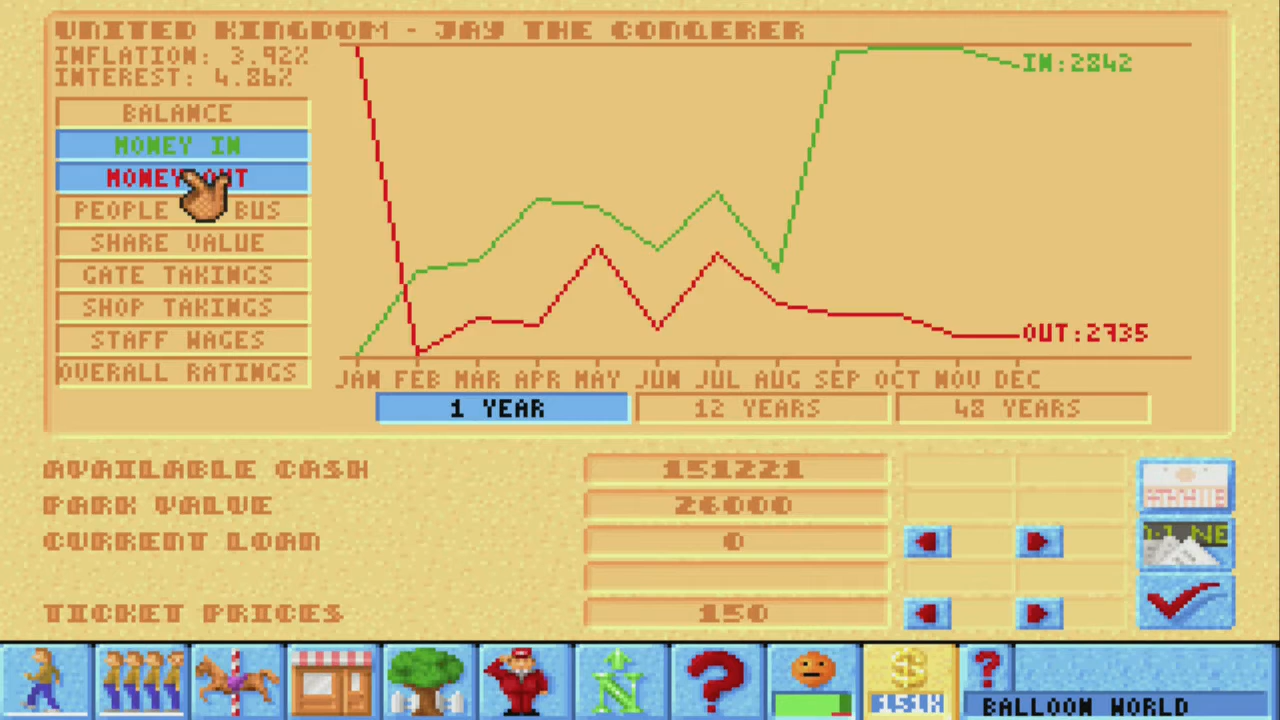 UNITED KINGDOM - JAY THE CONQERER
INFLATION: 3.92%
INTEREST: 4.86%
BALANCE
MONEY IN
MONEY OUT
PEOPLE BUS
SHARE VALUE
GATE TAKINGS
SHOP TAKINGS
STAFF WAGES
OVERALL RATINGS
IN:2842
OUT:2935
JAN FEB MAR APR MAY JUN JUL AUG SEP OCT NOV DEC
1 YEAR 12 YEARS 48 YEARS
AVAILABLE CASH 151221
PARK VALUE 26000
CURRENT LOAN 0
TICKET PRICES 150
N
?
$
151K
?
BALLOON WORLD